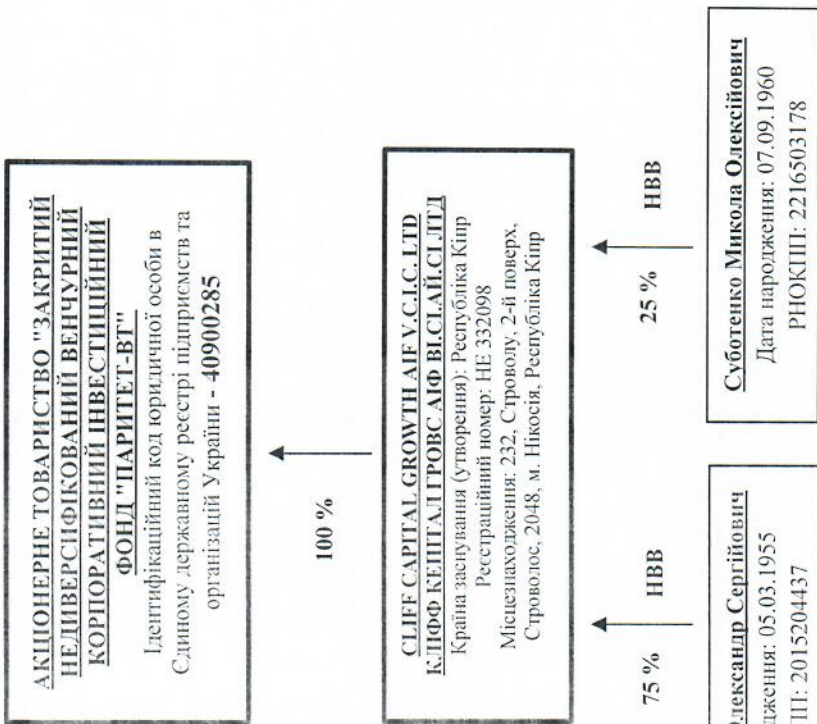 АКЦІОНЕРНЕ ТОВАРИСТВО "ЗАКРИТИЙ
НЕДИВЕРСИФІКОВАНИЙ ВЕНЧУРНИЙ
КОРПОРАТИВНИЙ ІНВЕСТИЦІЙНИЙ
ФОНД "ПАРИТЕТ-ВТ"
Ідентифікаційний код юридичної особи в
Єдиному державному реєстрі підприємств та
організацій України - 40900285
100 %
CLIFF CAPITAL GROWTH AIF V.C.I.C. LTD
КЛІФФ КЕПІТАЛ ГРОВС АІФ ВІ.СІ.АЙ.СІ.ЛТД
Країна заснування (утворення): Республіка Кіпр
Реєстраційний номер: HE 332098
Місцезнаходження: 232, Строволу, 2-й поверх,
Строволос, 2048, м. Нікосія, Республіка Кіпр
75 % НВВ
25 % НВВ
Олександр Сергійович
05.03.1955
2015204437
Суботенко Микола Олексійович
Дата народження: 07.09.1960
РНОКПП: 2216503178